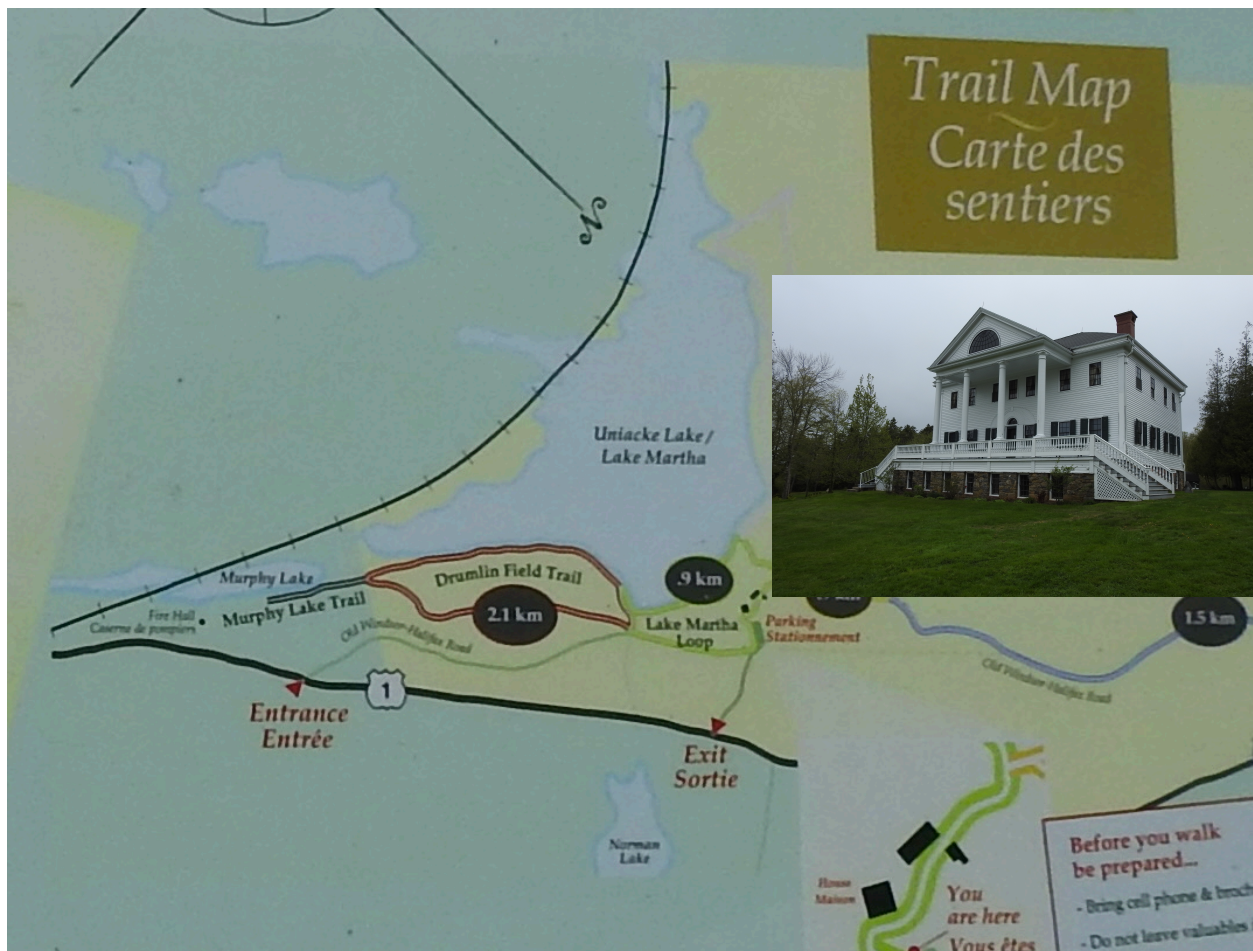 Trail Map
Carte des
sentiers
N
Uniacke Lake /
Lake Martha
.9 km
Murphy Lake
Drumlin Field Trail
Murphy Lake Trail
Fire Hall
Caserne de pompiers
2.1 km
Lake Martha
Loop
Parking
Stationnement
1.5 km
Old Windsor-Halifax Road
Old Windsor-Halifax Road
1
Entrance
Entrée
Exit
Sortie
Norman
Lake
House
Maison
You
are here
Vous êtes
Before you walk
be prepared...
- Bring cell phone & broch
- Do not leave valuables